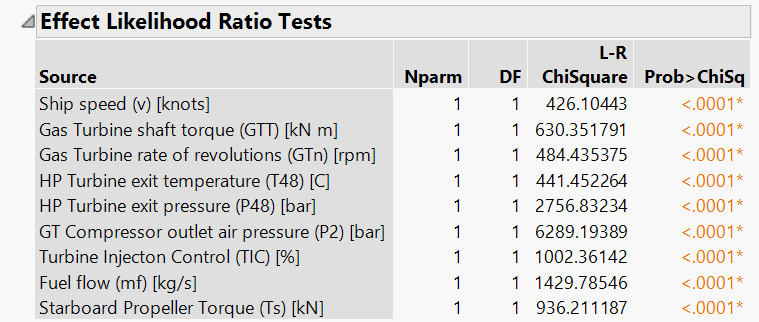 Effect Likelihood Ratio Tests
L-R
Source Nparm DF ChiSquare Prob>ChiSq
Ship speed (v) [knots] 1 1 426.10443 <.0001*
Gas Turbine shaft torque (GTT) [kN m] 1 1 630.351791 <.0001*
Gas Turbine rate of revolutions (GTn) [rpm] 1 1 484.435375 <.0001*
HP Turbine exit temperature (T48) [C] 1 1 441.452264 <.0001*
HP Turbine exit pressure (P48) [bar] 1 1 2756.83234 <.0001*
GT Compressor outlet air pressure (P2) [bar] 1 1 6289.19389 <.0001*
Turbine Injecton Control (TIC) [%] 1 1 1002.36142 <.0001*
Fuel flow (mf) [kg/s] 1 1 1429.78546 <.0001*
Starboard Propeller Torque (Ts) [kN] 1 1 936.211187 <.0001*